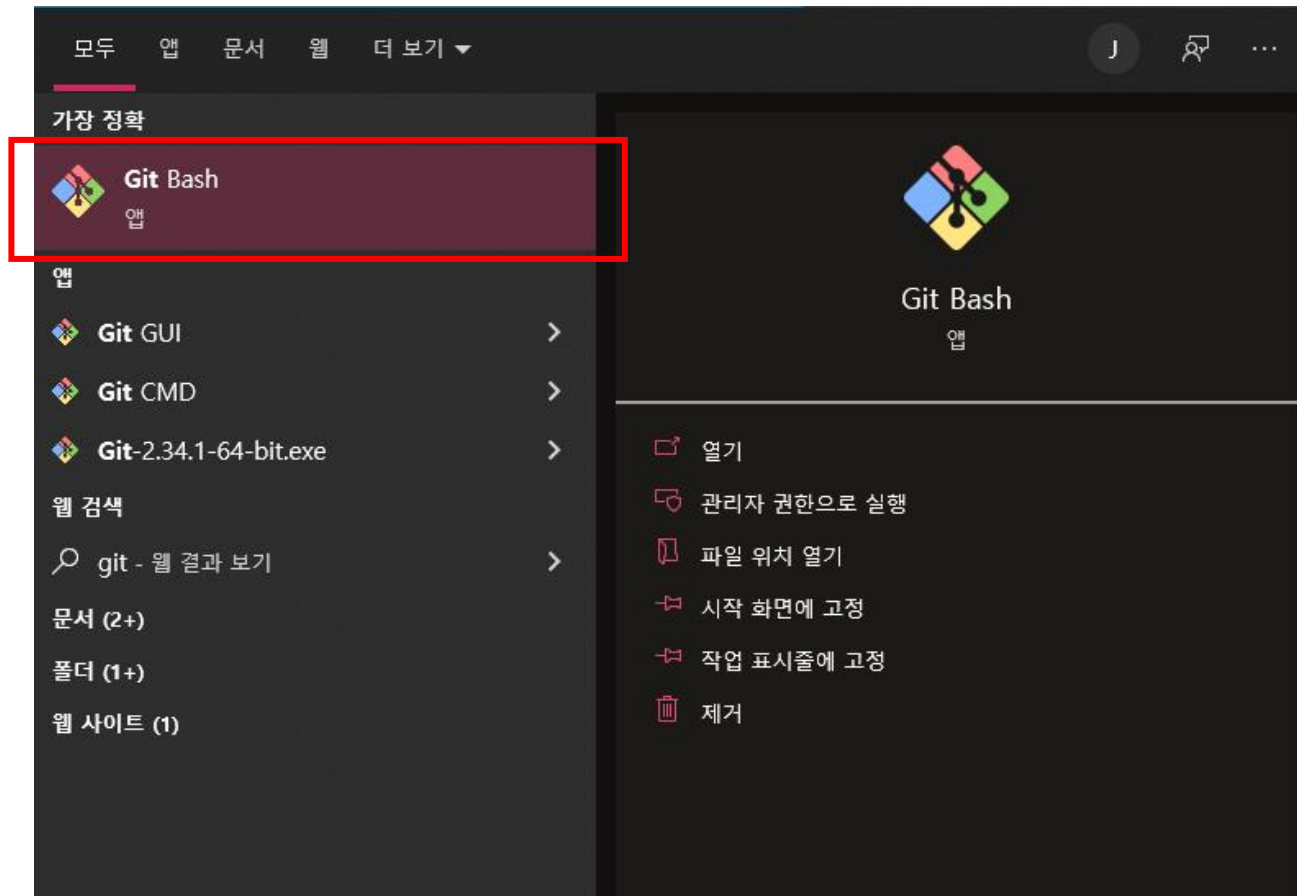 모두 앱 문서 웹 더 보기 J ...
가장 정확
Git Bash
앱
앱
Git GUI
Git CMD
Git-2.34.1-64-bit.exe
웹 검색
git - 웹 결과 보기
문서 (2+)
폴더 (1+)
웹 사이트 (1)
Git Bash
앱
열기
관리자 권한으로 실행
파일 위치 열기
시작 화면에 고정
작업 표시줄에 고정
제거